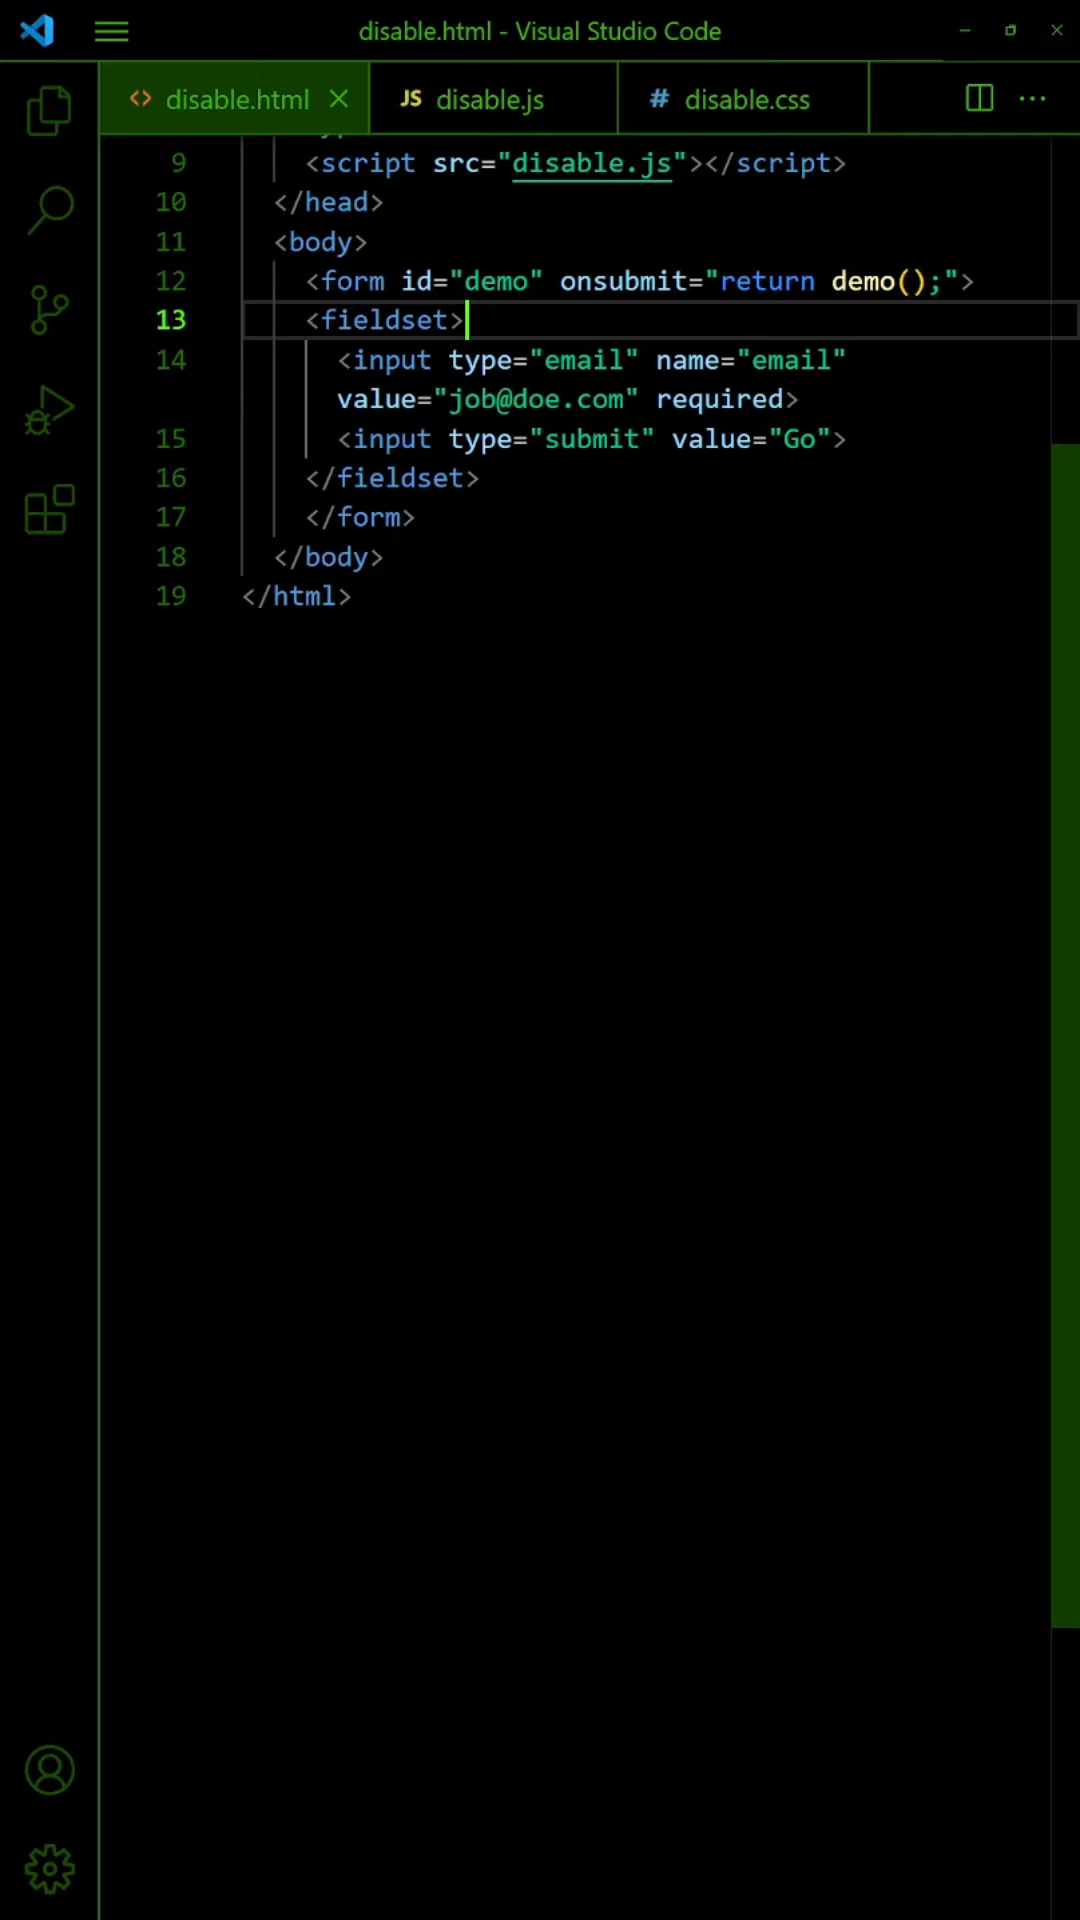 disable.html - Visual Studio Code
<> disable.html
JS disable.js
# disable.css
9 <script src="disable.js"></script>
10 </head>
11 <body>
12 <form id="demo" onsubmit="return demo();">
13 <fieldset>
14 <input type="email" name="email"
value="job@doe.com" required>
15 <input type="submit" value="Go">
16 </fieldset>
17 </form>
18 </body>
19 </html>